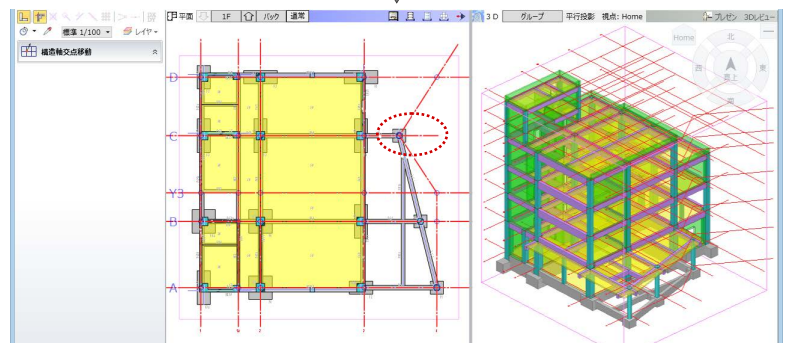 平面 1F バック 通常
3 D グループ 平行投影 視点: Home プレゼン 3Dレビュー
標準 1/100 レイヤー
構造軸交点移動
Home
北
西 真上 東
南
D
C
Y3
B
A